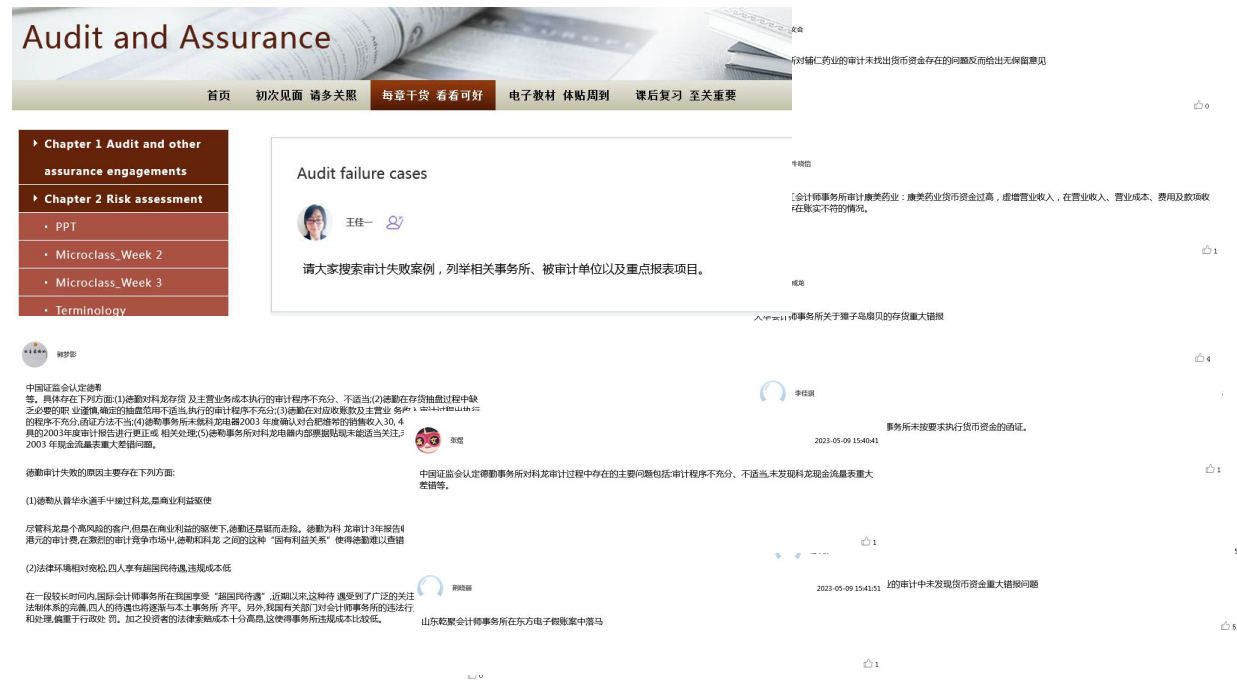 Audit and Assurance
首页 初次见面 请多关照 每章干货 看看可好 电子教材 体贴周到 课后复习 至关重要
Chapter 1 Audit and other
assurance engagements
Chapter 2 Risk assessment
PPT
Microclass_Week 2
Microclass_Week 3
Terminology
Audit failure cases
王佳一
请大家搜索审计失败案例，列举相关事务所、被审计单位以及重点报表项目。
所对辅仁药业的审计未找出货币资金存在的问题反而给出无保留意见
0
牛晓怡
会计师事务所审计康美药业：康美药业货币资金过高，虚增营业收入，在营业收入、营业成本、费用及款项收
存在账实不符的情况。
1
师事务所关于獐子岛扇贝的存货重大错报
4
李佳琪
事务所未按要求执行货币资金的函证。
2023-05-09 15:40:41
1
郭梦影
中国证监会认定德勤
等。具体存在下列方面:(1)德勤对科龙存货 及主营业务成本执行的审计程序不充分、不适当;(2)德勤在存货抽盘过程中缺
乏必要的职 业谨慎,确定的抽盘范用不适当,执行的审计程序不充分;(3)德勤在对应收账款及主营业 务收入审计过程中执行
的程序不充分,函证方法不当;(4)德勒事务所未就科龙电器2003 年度确认对合肥维希的销售收入30, 4
具的2003年度审计报告进行更正或 相关处理;(5)德勒事务所对科龙电器内部票据贴现未能适当关注,
2003 年现金流量表重大差错问题。
德勤审计失败的原因主要存在下列方面:
(1)德勒从普华永道手中接过科龙,是商业利益驱使
尽管科龙是个高风险的客户,但是在商业利益的驱使下,德勤还是铤而走险。德勤为科 龙审计3年报告
港元的审计费,在激烈的审计竞争市场中,德勒和科龙 之间的这种“固有利益关系”使得德勤难以查错
(2)法律环境相对宽松,四人享有超国民待遇,违规成本低
在一段较长时间内,国际会计师事务所在我国享受“超国民待遇”,近期以来,这种待 遇受到了广泛的关注
法制体系的完善,四人的待遇也将逐渐与本土事务所 齐平。另外,我国有关部门对会计师事务所的违法行
和处理,偏重于行政处 罚。加之投资者的法律索赔成本十分高昂,这使得事务所违规成本比较低。
张煜
中国证监会认定德勤事务所对科龙审计过程中存在的主要问题包括:审计程序不充分、不适当,未发现科龙现金流量表重大
差错等。
1
荆晓丽
山东乾聚会计师事务所在东方电子假账案中落马
1
2023-05-09 15:41:51
的审计中未发现货币资金重大错报问题
5